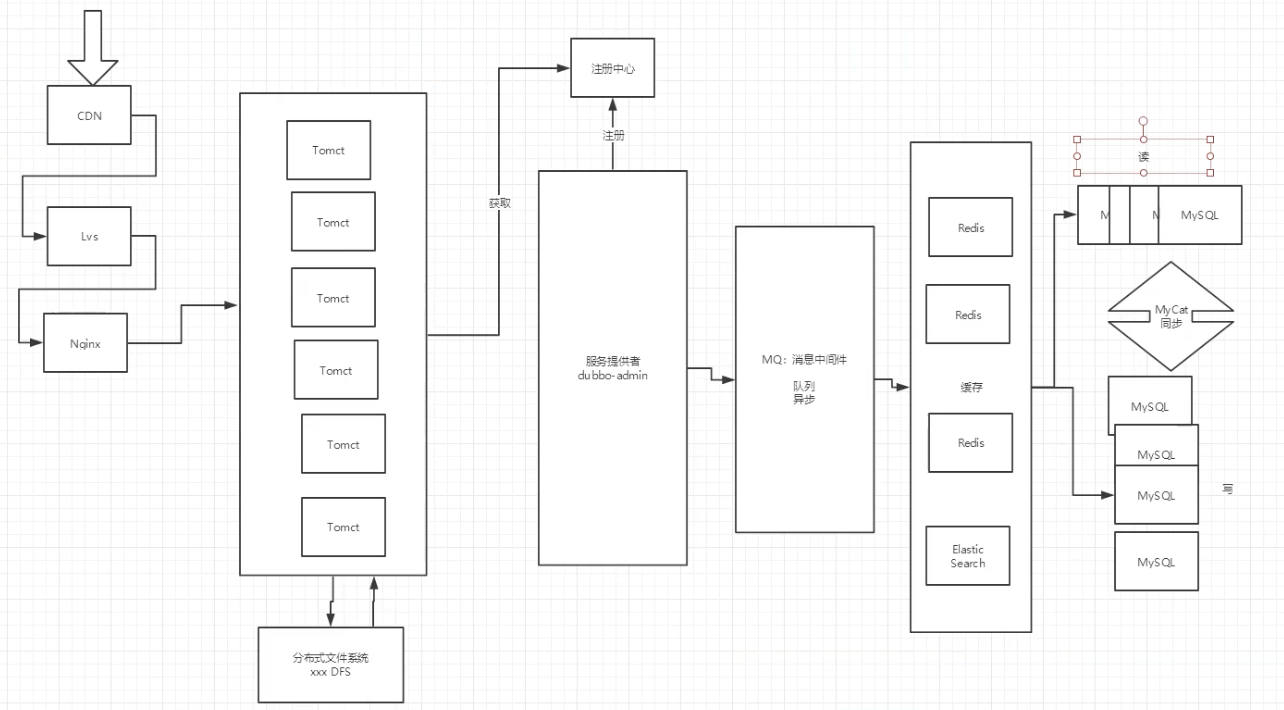 CDN
Lvs
Nginx
Tomct
Tomct
Tomct
Tomct
Tomct
Tomct
分布式文件系统
xxx DFS
获取
注册中心
注册
服务提供者
dubbo-admin
MQ：消息中间件
队列
异步
Redis
Redis
缓存
Redis
Elastic
Search
读
M
M
MySQL
MyCat
同步
MySQL
MySQL
MySQL
写
MySQL